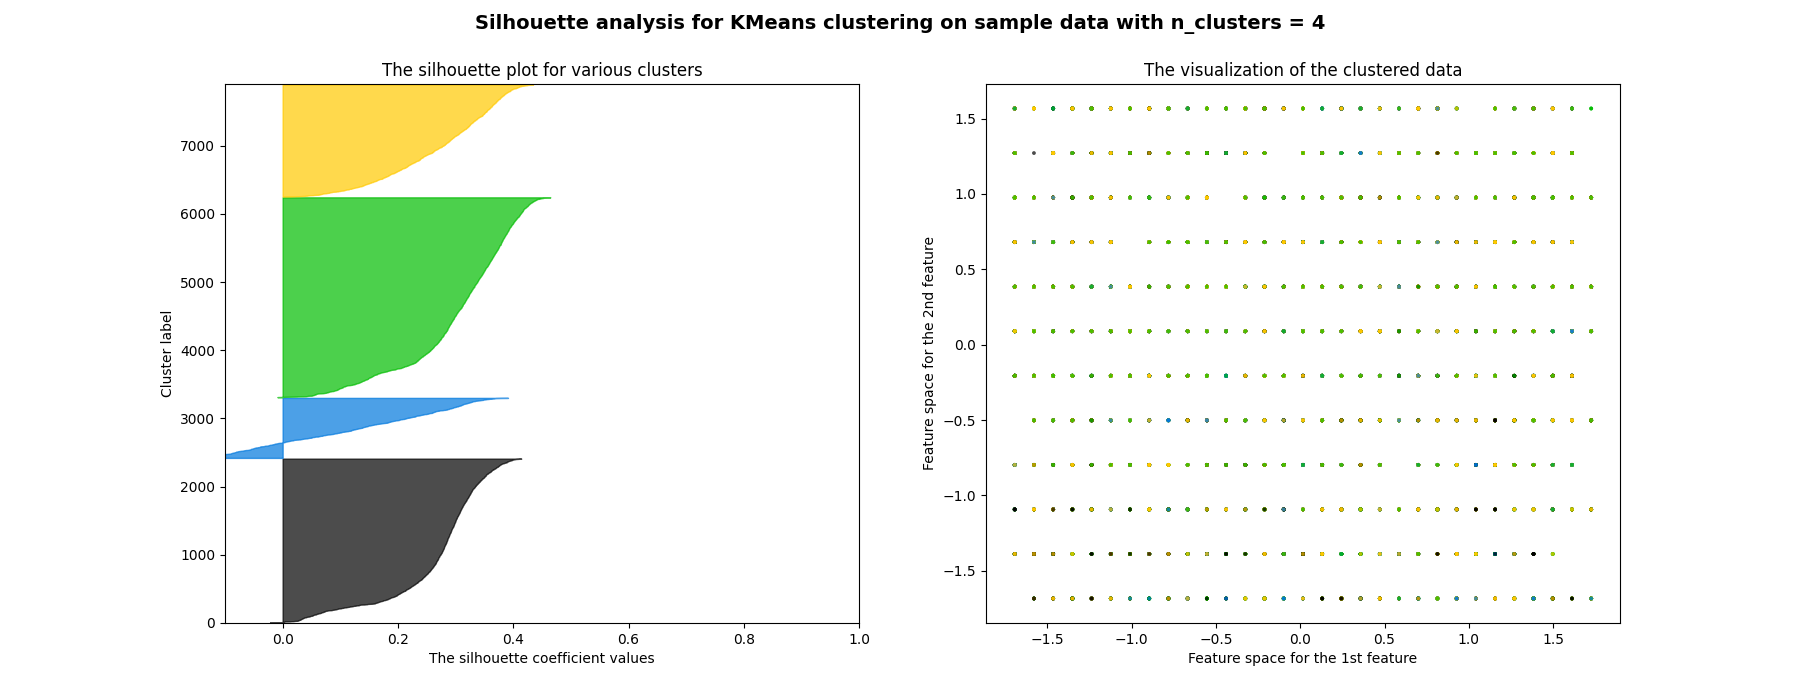 Silhouette analysis for KMeans clustering on sample data with n_clusters = 4
The silhouette plot for various clusters
7000
6000
5000
4000
3000
2000
1000
0
Cluster label
0.0 0.2 0.4 0.6 0.8 1.0
The silhouette coefficient values
The visualization of the clustered data
1.5
1.0
0.5
0.0
−0.5
−1.0
−1.5
Feature space for the 2nd feature
−1.5 −1.0 −0.5 0.0 0.5 1.0 1.5
Feature space for the 1st feature